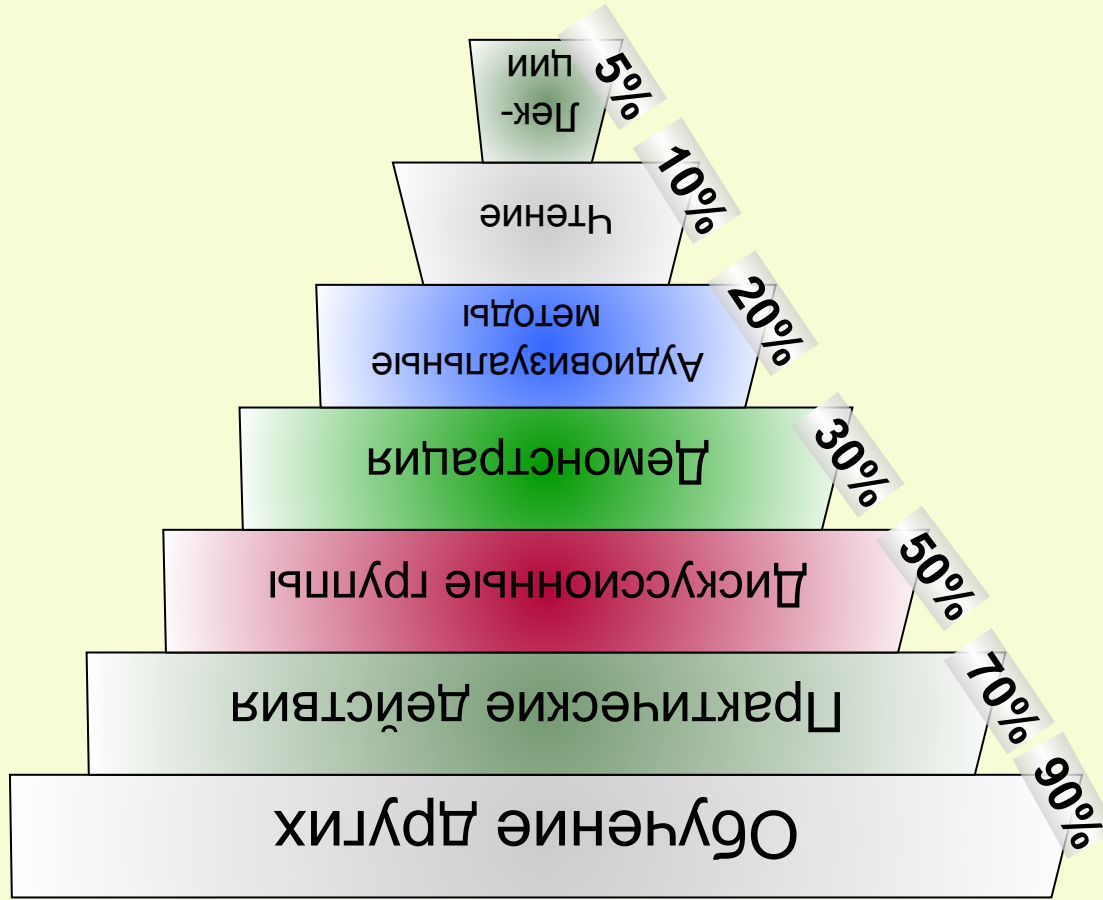 Лек-
ции
5%
Чтение
10%
Аудиовизуальные
методы
20%
Демонстрация
30%
Дискуссионные группы
50%
Практические действия
70%
Обучение других
90%